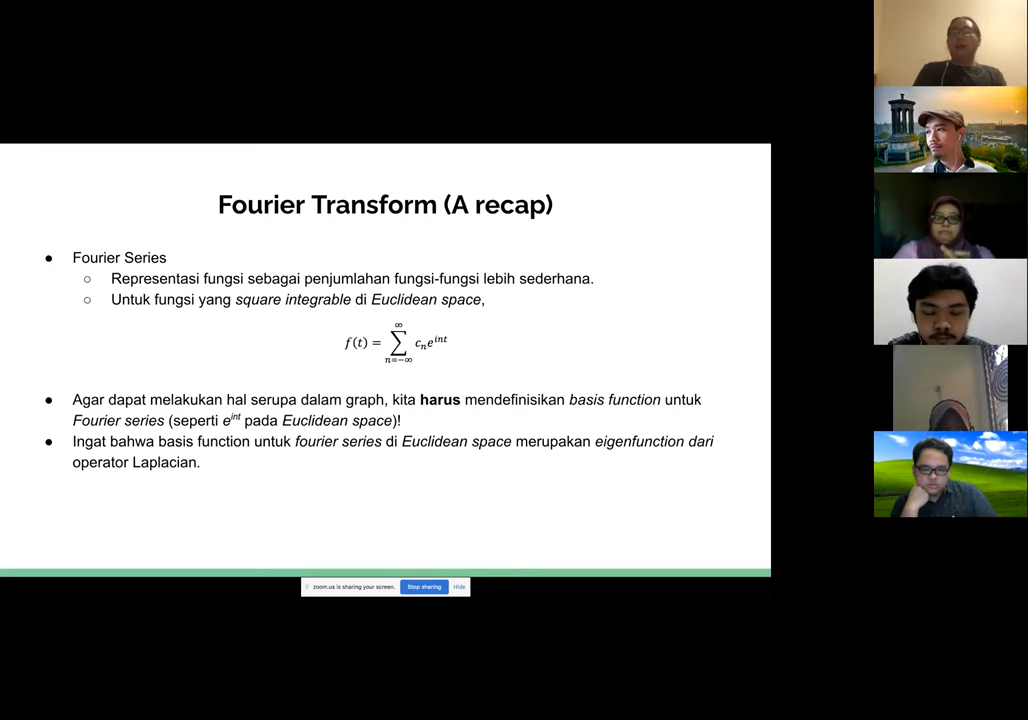 Fourier Transform (A recap)
● Fourier Series
○ Representasi fungsi sebagai penjumlahan fungsi-fungsi lebih sederhana.
○ Untuk fungsi yang square integrable di Euclidean space,
f(t) = ∑_{n=-∞}^{∞} c_n e^{int}
● Agar dapat melakukan hal serupa dalam graph, kita harus mendefinisikan basis function untuk
Fourier series (seperti e^{int} pada Euclidean space)!
● Ingat bahwa basis function untuk fourier series di Euclidean space merupakan eigenfunction dari
operator Laplacian.
zoom.us is sharing your screen. Stop sharing Hide